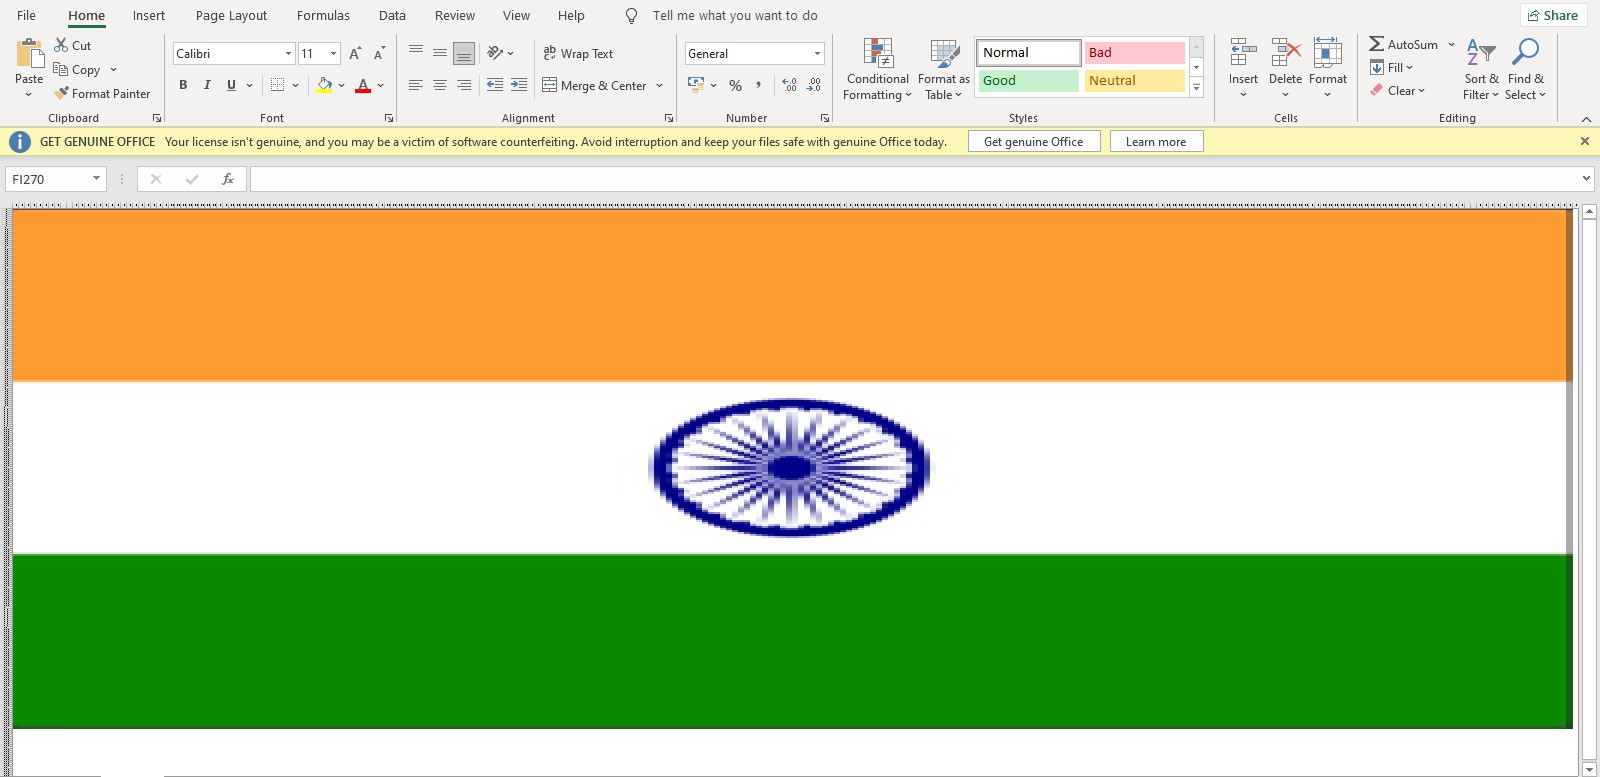 File Home Insert Page Layout Formulas Data Review View Help Tell me what you want to do Share
Paste
Cut
Copy
Format Painter
Clipboard
Calibri 11 A A
B I U A
Font
ab Wrap Text
Merge & Center
Alignment
General
% , .00 .00
Number
Conditional Formatting
Format as Table
Normal Bad
Good Neutral
Styles
Insert Delete Format
Cells
AutoSum
Fill
Clear
Sort & Filter
Find & Select
Editing
GET GENUINE OFFICE Your license isn't genuine, and you may be a victim of software counterfeiting. Avoid interruption and keep your files safe with genuine Office today. Get genuine Office Learn more
FI270 fx